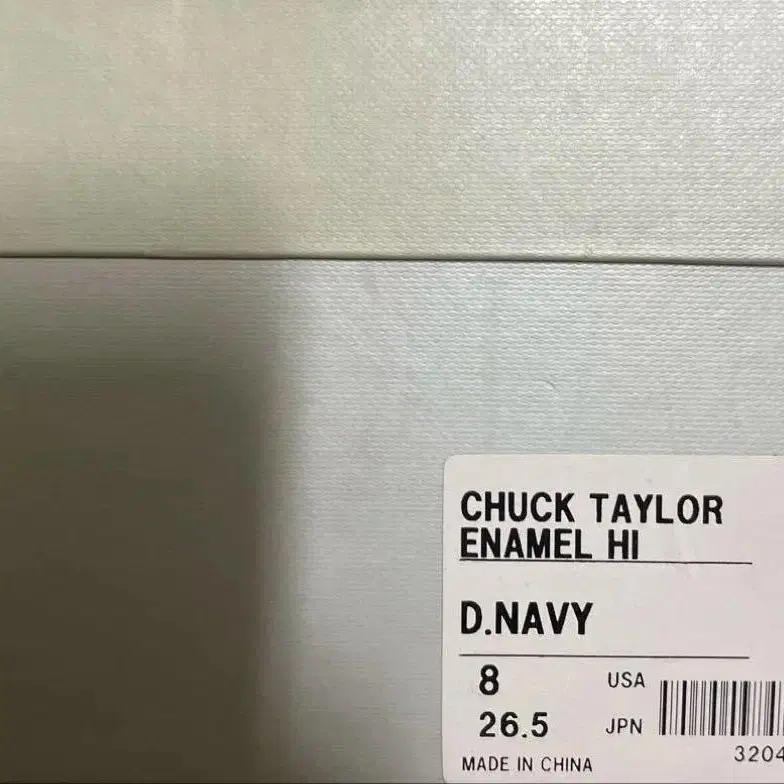 CHUCK TAYLOR
ENAMEL HI
D.NAVY
8 USA
26.5 JPN
3204
MADE IN CHINA